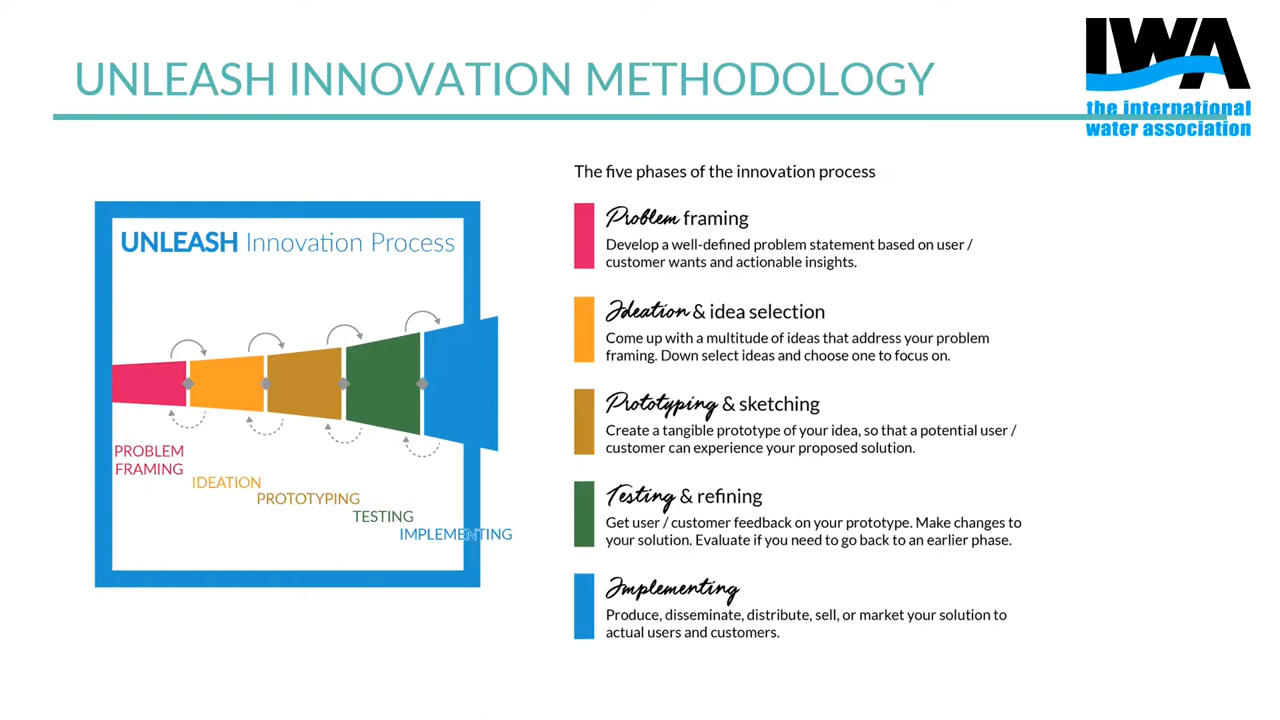 UNLEASH INNOVATION METHODOLOGY
IWA
the international
water association
The five phases of the innovation process
UNLEASH Innovation Process
PROBLEM
FRAMING
IDEATION
PROTOTYPING
TESTING
IMPLEMENTING
Problem framing
Develop a well-defined problem statement based on user /
customer wants and actionable insights.
Ideation & idea selection
Come up with a multitude of ideas that address your problem
framing. Down select ideas and choose one to focus on.
Prototyping & sketching
Create a tangible prototype of your idea, so that a potential user /
customer can experience your proposed solution.
Testing & refining
Get user / customer feedback on your prototype. Make changes to
your solution. Evaluate if you need to go back to an earlier phase.
Implementing
Produce, disseminate, distribute, sell, or market your solution to
actual users and customers.